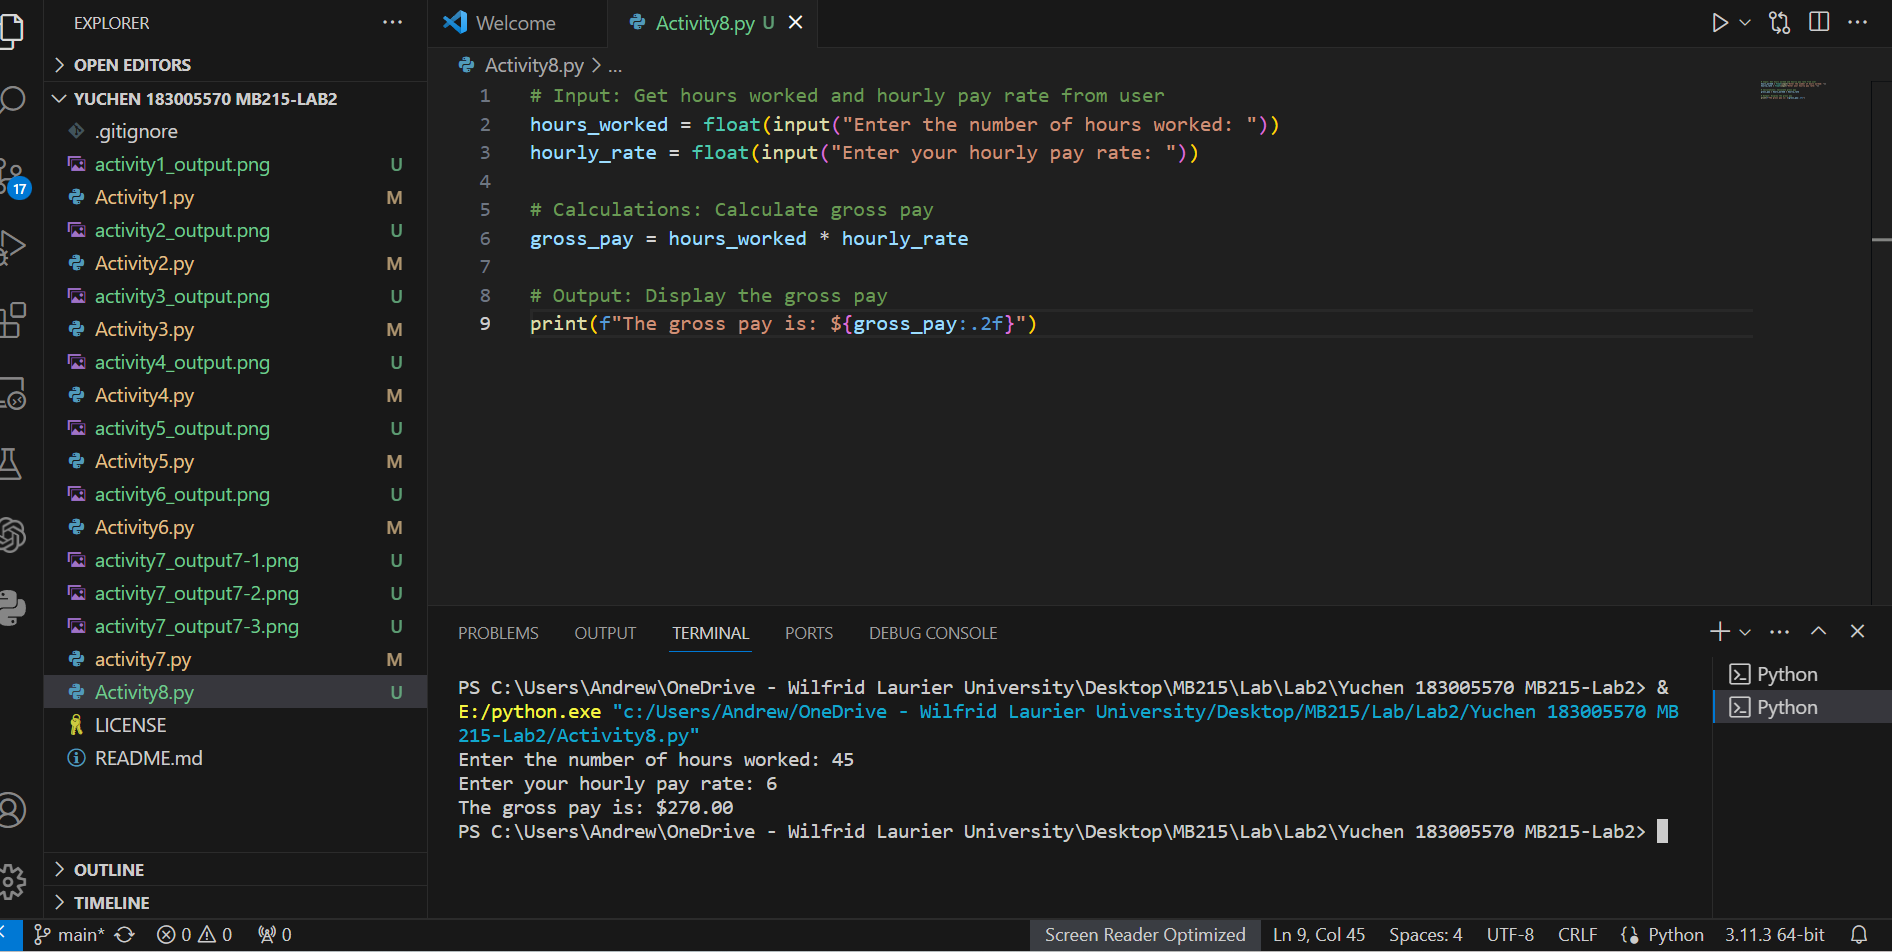 EXPLORER
OPEN EDITORS
YUCHEN 183005570 MB215-LAB2
.gitignore
activity1_output.png U
Activity1.py M
activity2_output.png U
Activity2.py M
activity3_output.png U
Activity3.py M
activity4_output.png U
Activity4.py M
activity5_output.png U
Activity5.py M
activity6_output.png U
Activity6.py M
activity7_output7-1.png U
activity7_output7-2.png U
activity7_output7-3.png U
activity7.py M
Activity8.py U
LICENSE
README.md
OUTLINE
TIMELINE
17
Welcome
Activity8.py U
Activity8.py > ...
1 # Input: Get hours worked and hourly pay rate from user
2 hours_worked = float(input("Enter the number of hours worked: "))
3 hourly_rate = float(input("Enter your hourly pay rate: "))
4
5 # Calculations: Calculate gross pay
6 gross_pay = hours_worked * hourly_rate
7
8 # Output: Display the gross pay
9 print(f"The gross pay is: ${gross_pay:.2f}")
PROBLEMS OUTPUT TERMINAL PORTS DEBUG CONSOLE
PS C:\Users\Andrew\OneDrive - Wilfrid Laurier University\Desktop\MB215\Lab\Lab2\Yuchen 183005570 MB215-Lab2> &
E:/python.exe "c:/Users/Andrew/OneDrive - Wilfrid Laurier University/Desktop/MB215/Lab/Lab2/Yuchen 183005570 MB
215-Lab2/Activity8.py"
Enter the number of hours worked: 45
Enter your hourly pay rate: 6
The gross pay is: $270.00
PS C:\Users\Andrew\OneDrive - Wilfrid Laurier University\Desktop\MB215\Lab\Lab2\Yuchen 183005570 MB215-Lab2>
Python
Python
main* 0 0 0 Screen Reader Optimized Ln 9, Col 45 Spaces: 4 UTF-8 CRLF Python 3.11.3 64-bit